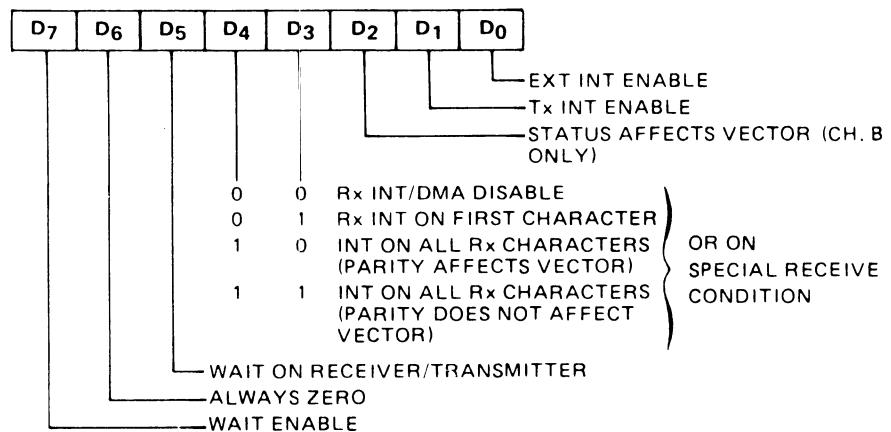 D7 D6 D5 D4 D3 D2 D1 D0
EXT INT ENABLE
Tx INT ENABLE
STATUS AFFECTS VECTOR (CH. B
ONLY)
0 0 Rx INT/DMA DISABLE
0 1 Rx INT ON FIRST CHARACTER
1 0 INT ON ALL Rx CHARACTERS
(PARITY AFFECTS VECTOR)
1 1 INT ON ALL Rx CHARACTERS
(PARITY DOES NOT AFFECT
VECTOR)
OR ON
SPECIAL RECEIVE
CONDITION
WAIT ON RECEIVER/TRANSMITTER
ALWAYS ZERO
WAIT ENABLE